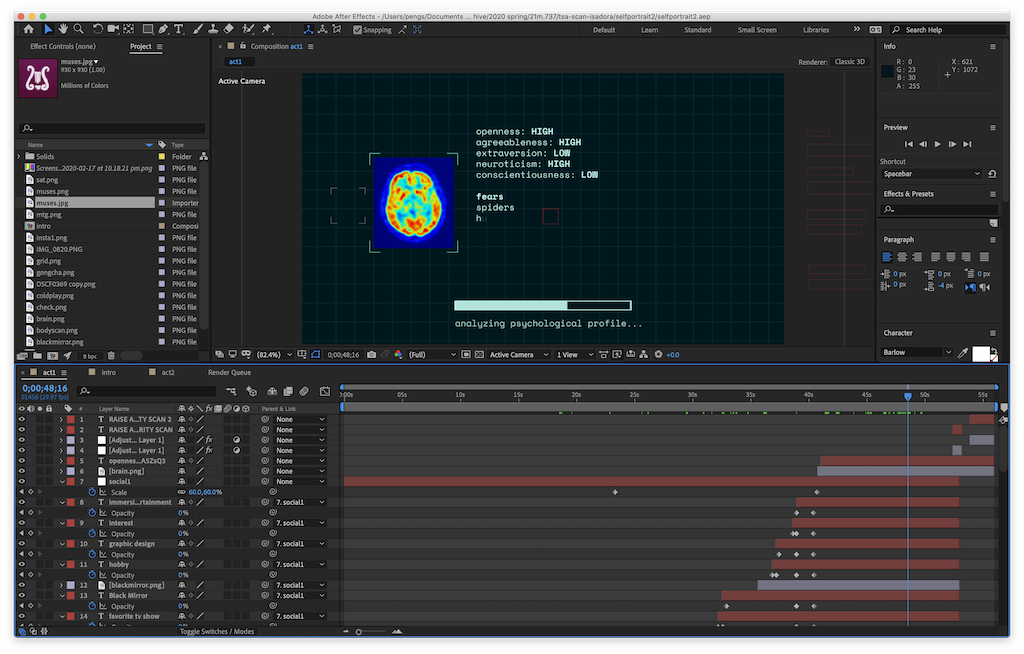 Adobe After Effects - /Users/pengs/Documents ... hive/2020 spring/21m.737/tsa-scan-isadora/selfportrait2/selfportrait2.aep
Snapping
Default
Learn
Standard
Small Screen
Libraries
Search Help
Effect Controls (none)
Project
muses.jpg
930 x 930 (1.00)
Millions of Colors
Name
Type
Solids
Folder
Screens...2020-02-17 at 10.18.21 pm.png
PNG file
sat.png
PNG file
muses.png
PNG file
muses.jpg
Importer
mtg.png
PNG file
intro
Composi
insta1.png
PNG file
IMG_0820.PNG
PNG file
grid.png
PNG file
gongcha.png
PNG file
DSCF0369 copy.png
PNG file
coldplay.png
PNG file
check.png
PNG file
brain.png
PNG file
bodyscan.png
PNG file
blackmirror.png
PNG file
8 bpc
Composition act1
act1
Renderer:
Classic 3D
Active Camera
openness: HIGH
agreeableness: HIGH
extraversion: LOW
neuroticism: HIGH
conscientiousness: LOW
fears
spiders
h
analyzing psychological profile...
(82.4%)
0;00;48;16
(Full)
Active Camera
1 View
+0.0
Info
R: 0
G: 23
B: 30
A: 255
X: 621
Y: 1072
Preview
Shortcut
Spacebar
Effects & Presets
Paragraph
0 px
0 px
0 px
0 px
-4 px
Character
Barlow
act1
intro
act2
Render Queue
0;00;48;16
01456 (29.97 fps)
# Layer Name
Parent & Link
0:00s
05s
10s
15s
20s
25s
30s
35s
40s
45s
50s
55s
1 T RAISE A...TY SCAN 2
None
2 T RAISE A...RITY SCAN
None
3 [Adjust... Layer 1]
None
4 [Adjust... Layer 1]
None
5 T opennes...A5ZsQ3
None
6 [brain.png]
None
7 social1
None
Scale
60.0,60.0%
8 T Immersi...rtainment
7. social1
Opacity
0%
9 T interest
7. social1
Opacity
0%
10 T graphic design
7. social1
Opacity
0%
11 T hobby
7. social1
Opacity
0%
12 [blackmirror.png]
7. social1
13 T Black Mirror
7. social1
Opacity
0%
14 T favorite tv show
7. social1
Toggle Switches / Modes